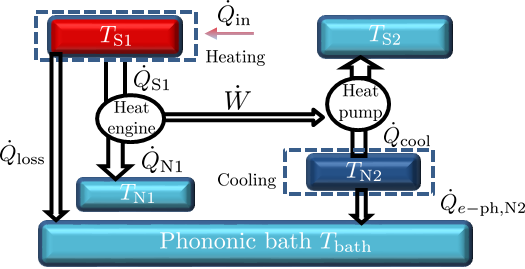 T_S1
Q̇_in
T_S2
Heating
Q̇_S1
Heat
engine
Ẇ
Heat
pump
Q̇_loss
Q̇_N1
Q̇_cool
T_N1
Cooling
T_N2
Q̇_e−ph,N2
Phononic bath T_bath